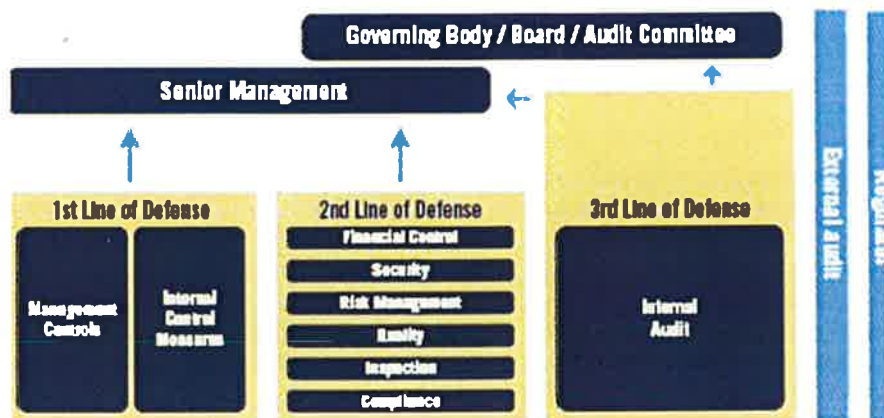 Governing Body / Board / Audit Committee
Senior Management
1st Line of Defense
Management
Controls
Internal
Control
Measures
2nd Line of Defense
Financial Control
Security
Risk Management
Quality
Inspection
Compliance
3rd Line of Defense
Internal
Audit
External audit